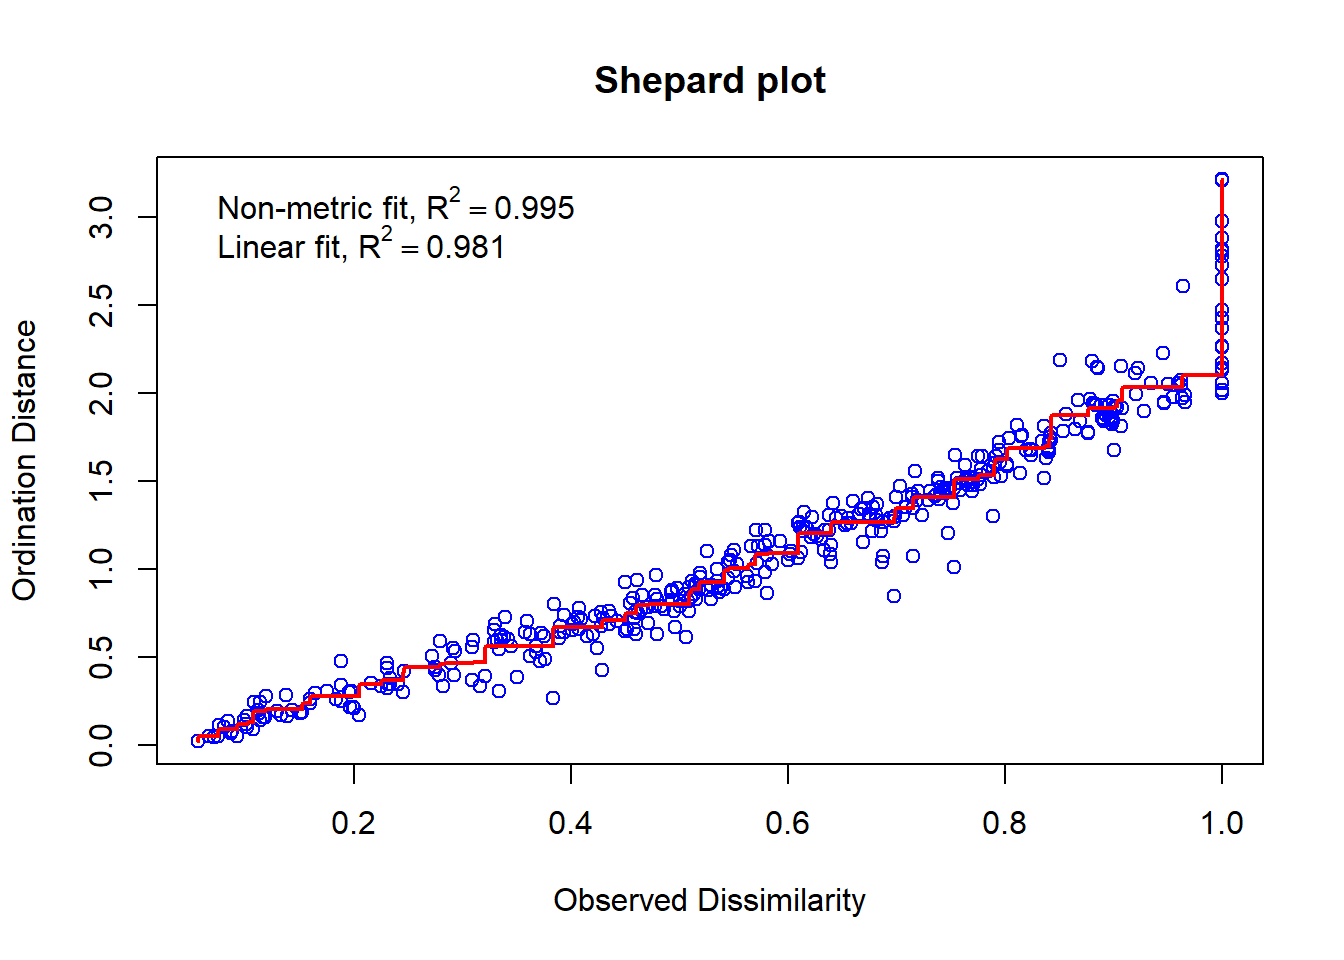 Shepard plot
Non-metric fit, R² = 0.995
Linear fit, R² = 0.981
Ordination Distance
3.0
2.5
2.0
1.5
1.0
0.5
0.0
0.2 0.4 0.6 0.8 1.0
Observed Dissimilarity